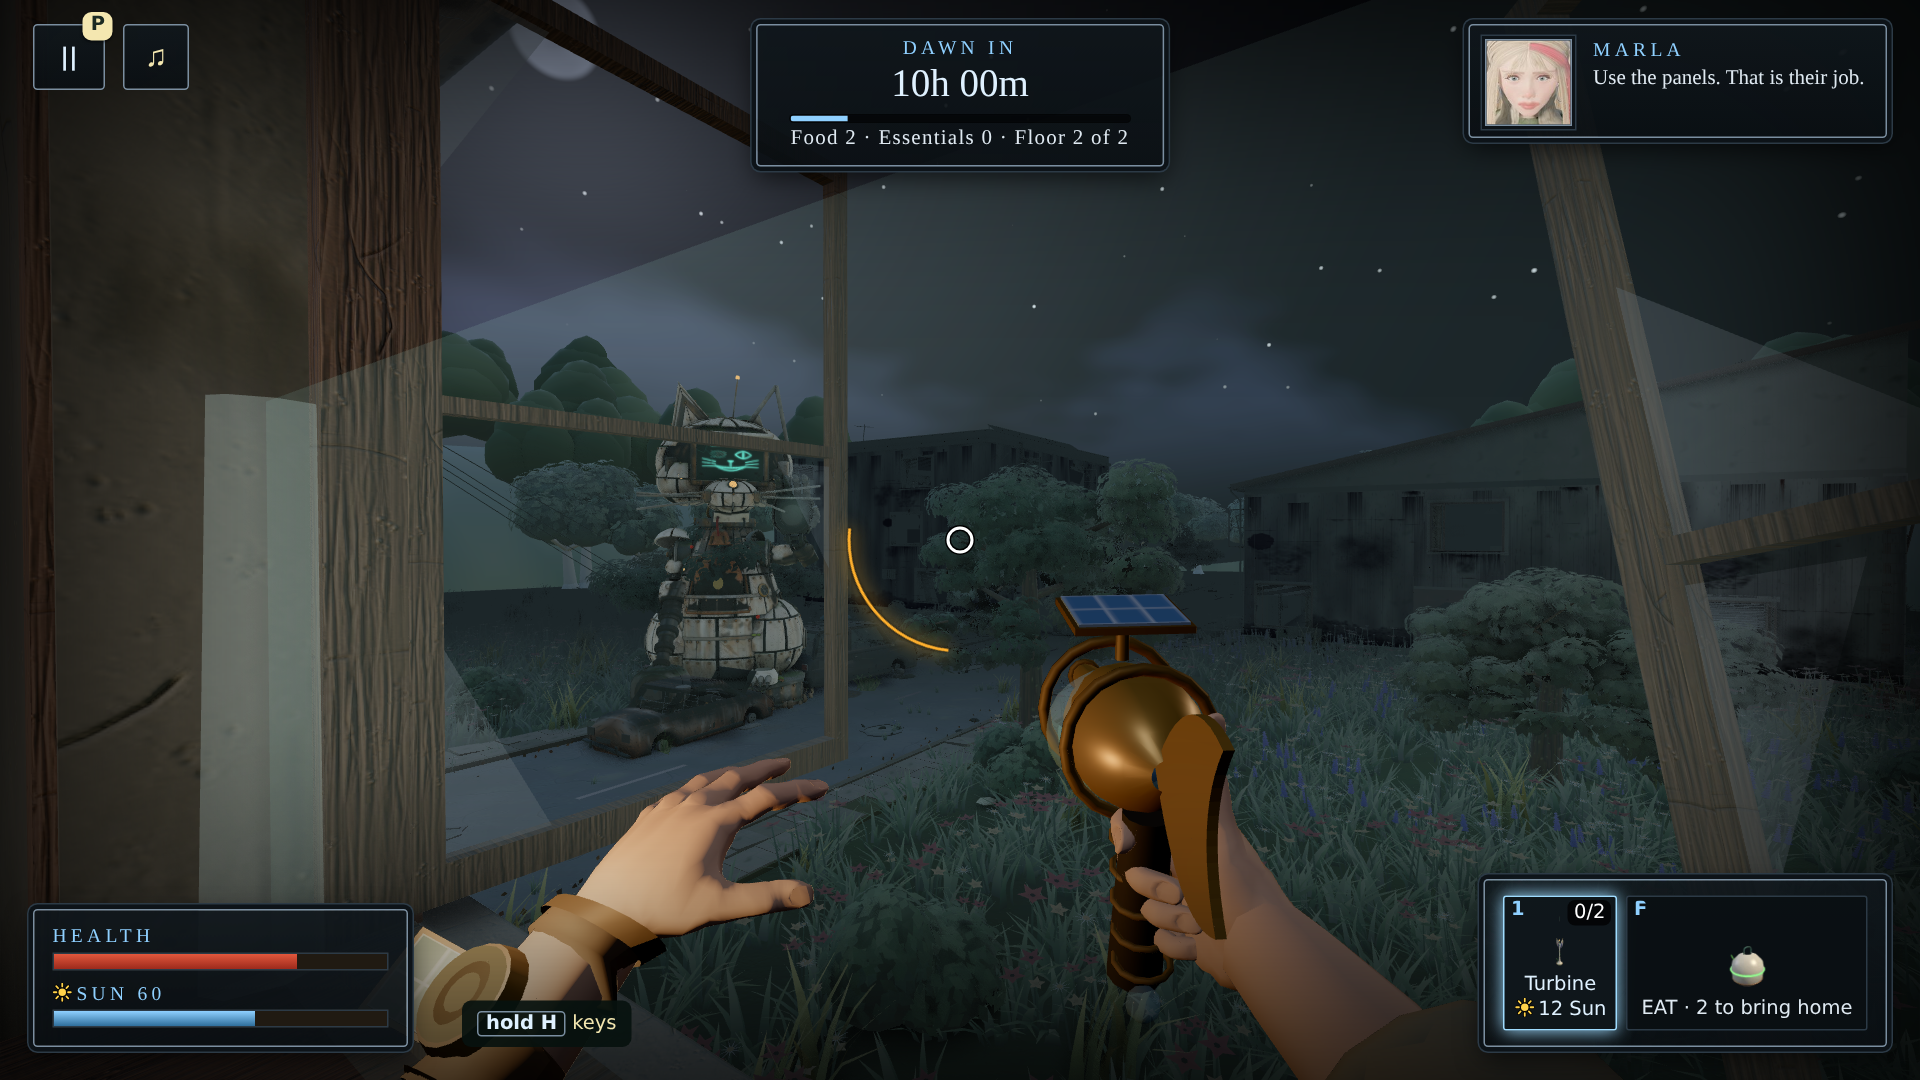 P
DAWN IN
10h 00m
Food 2 · Essentials 0 · Floor 2 of 2
MARLA
Use the panels. That is their job.
HEALTH
SUN 60
hold H keys
1
0/2
Turbine
12 Sun
F
EAT · 2 to bring home